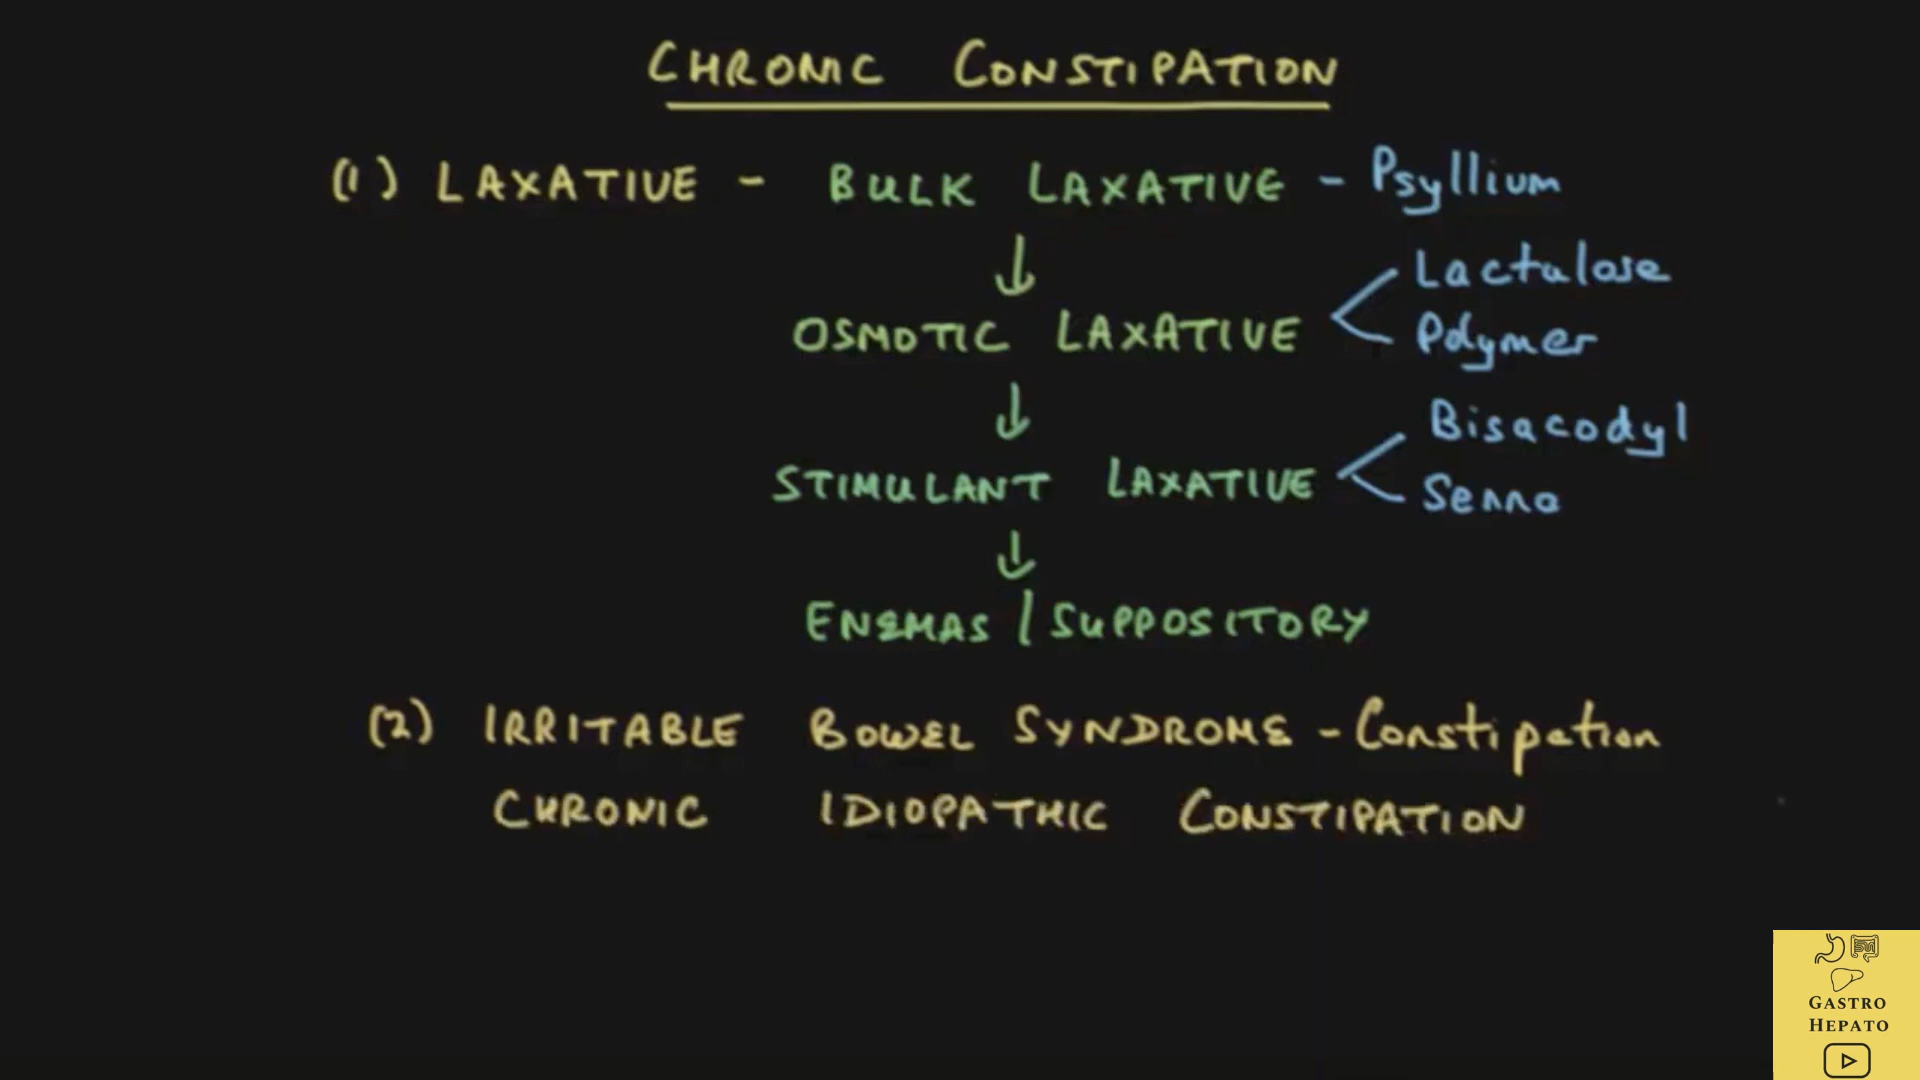 CHRONIC CONSTIPATION
(1) LAXATIVE - BULK LAXATIVE - Psyllium
Lactulose
OSMOTIC LAXATIVE
Polymer
Bisacodyl
STIMULANT LAXATIVE
Senna
ENEMAS / SUPPOSITORY
(2) IRRITABLE BOWEL SYNDROME - Constipation
CHRONIC IDIOPATHIC CONSTIPATION
GASTRO
HEPATO